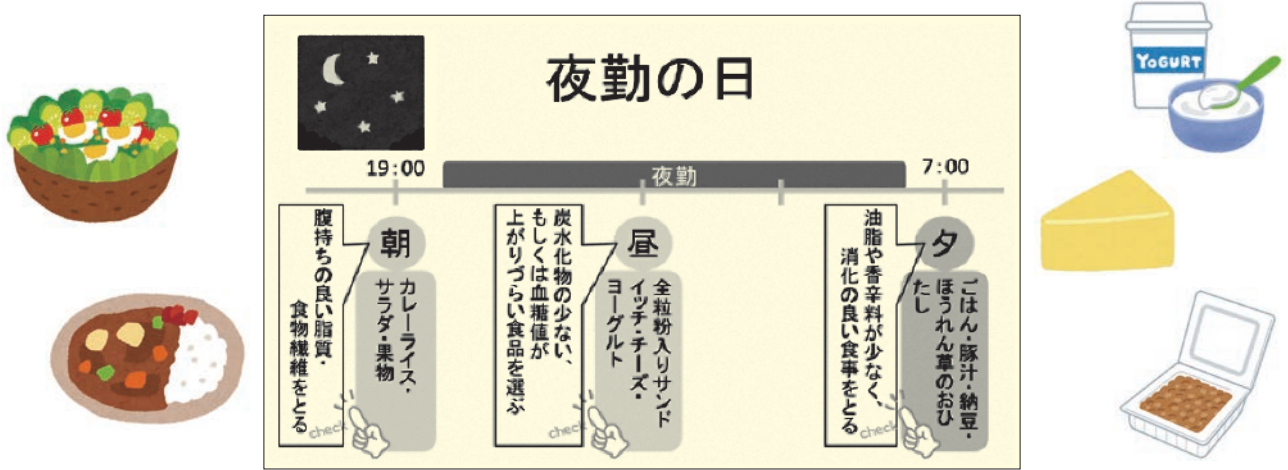 夜勤の日
19:00
夜勤
7:00
朝
カレーライス・
サラダ・果物
腹持ちの良い脂質・
食物繊維をとる
check
昼
全粒粉入りサンド
イッチ・チーズ・
ヨーグルト
炭水化物の少ない、
もしくは血糖値が
上がりづらい食品を選ぶ
check
夕
ごはん・豚汁・納豆・
ほうれん草のおひ
たし
油脂や香辛料が少なく、
消化の良い食事をとる
check
YOGURT